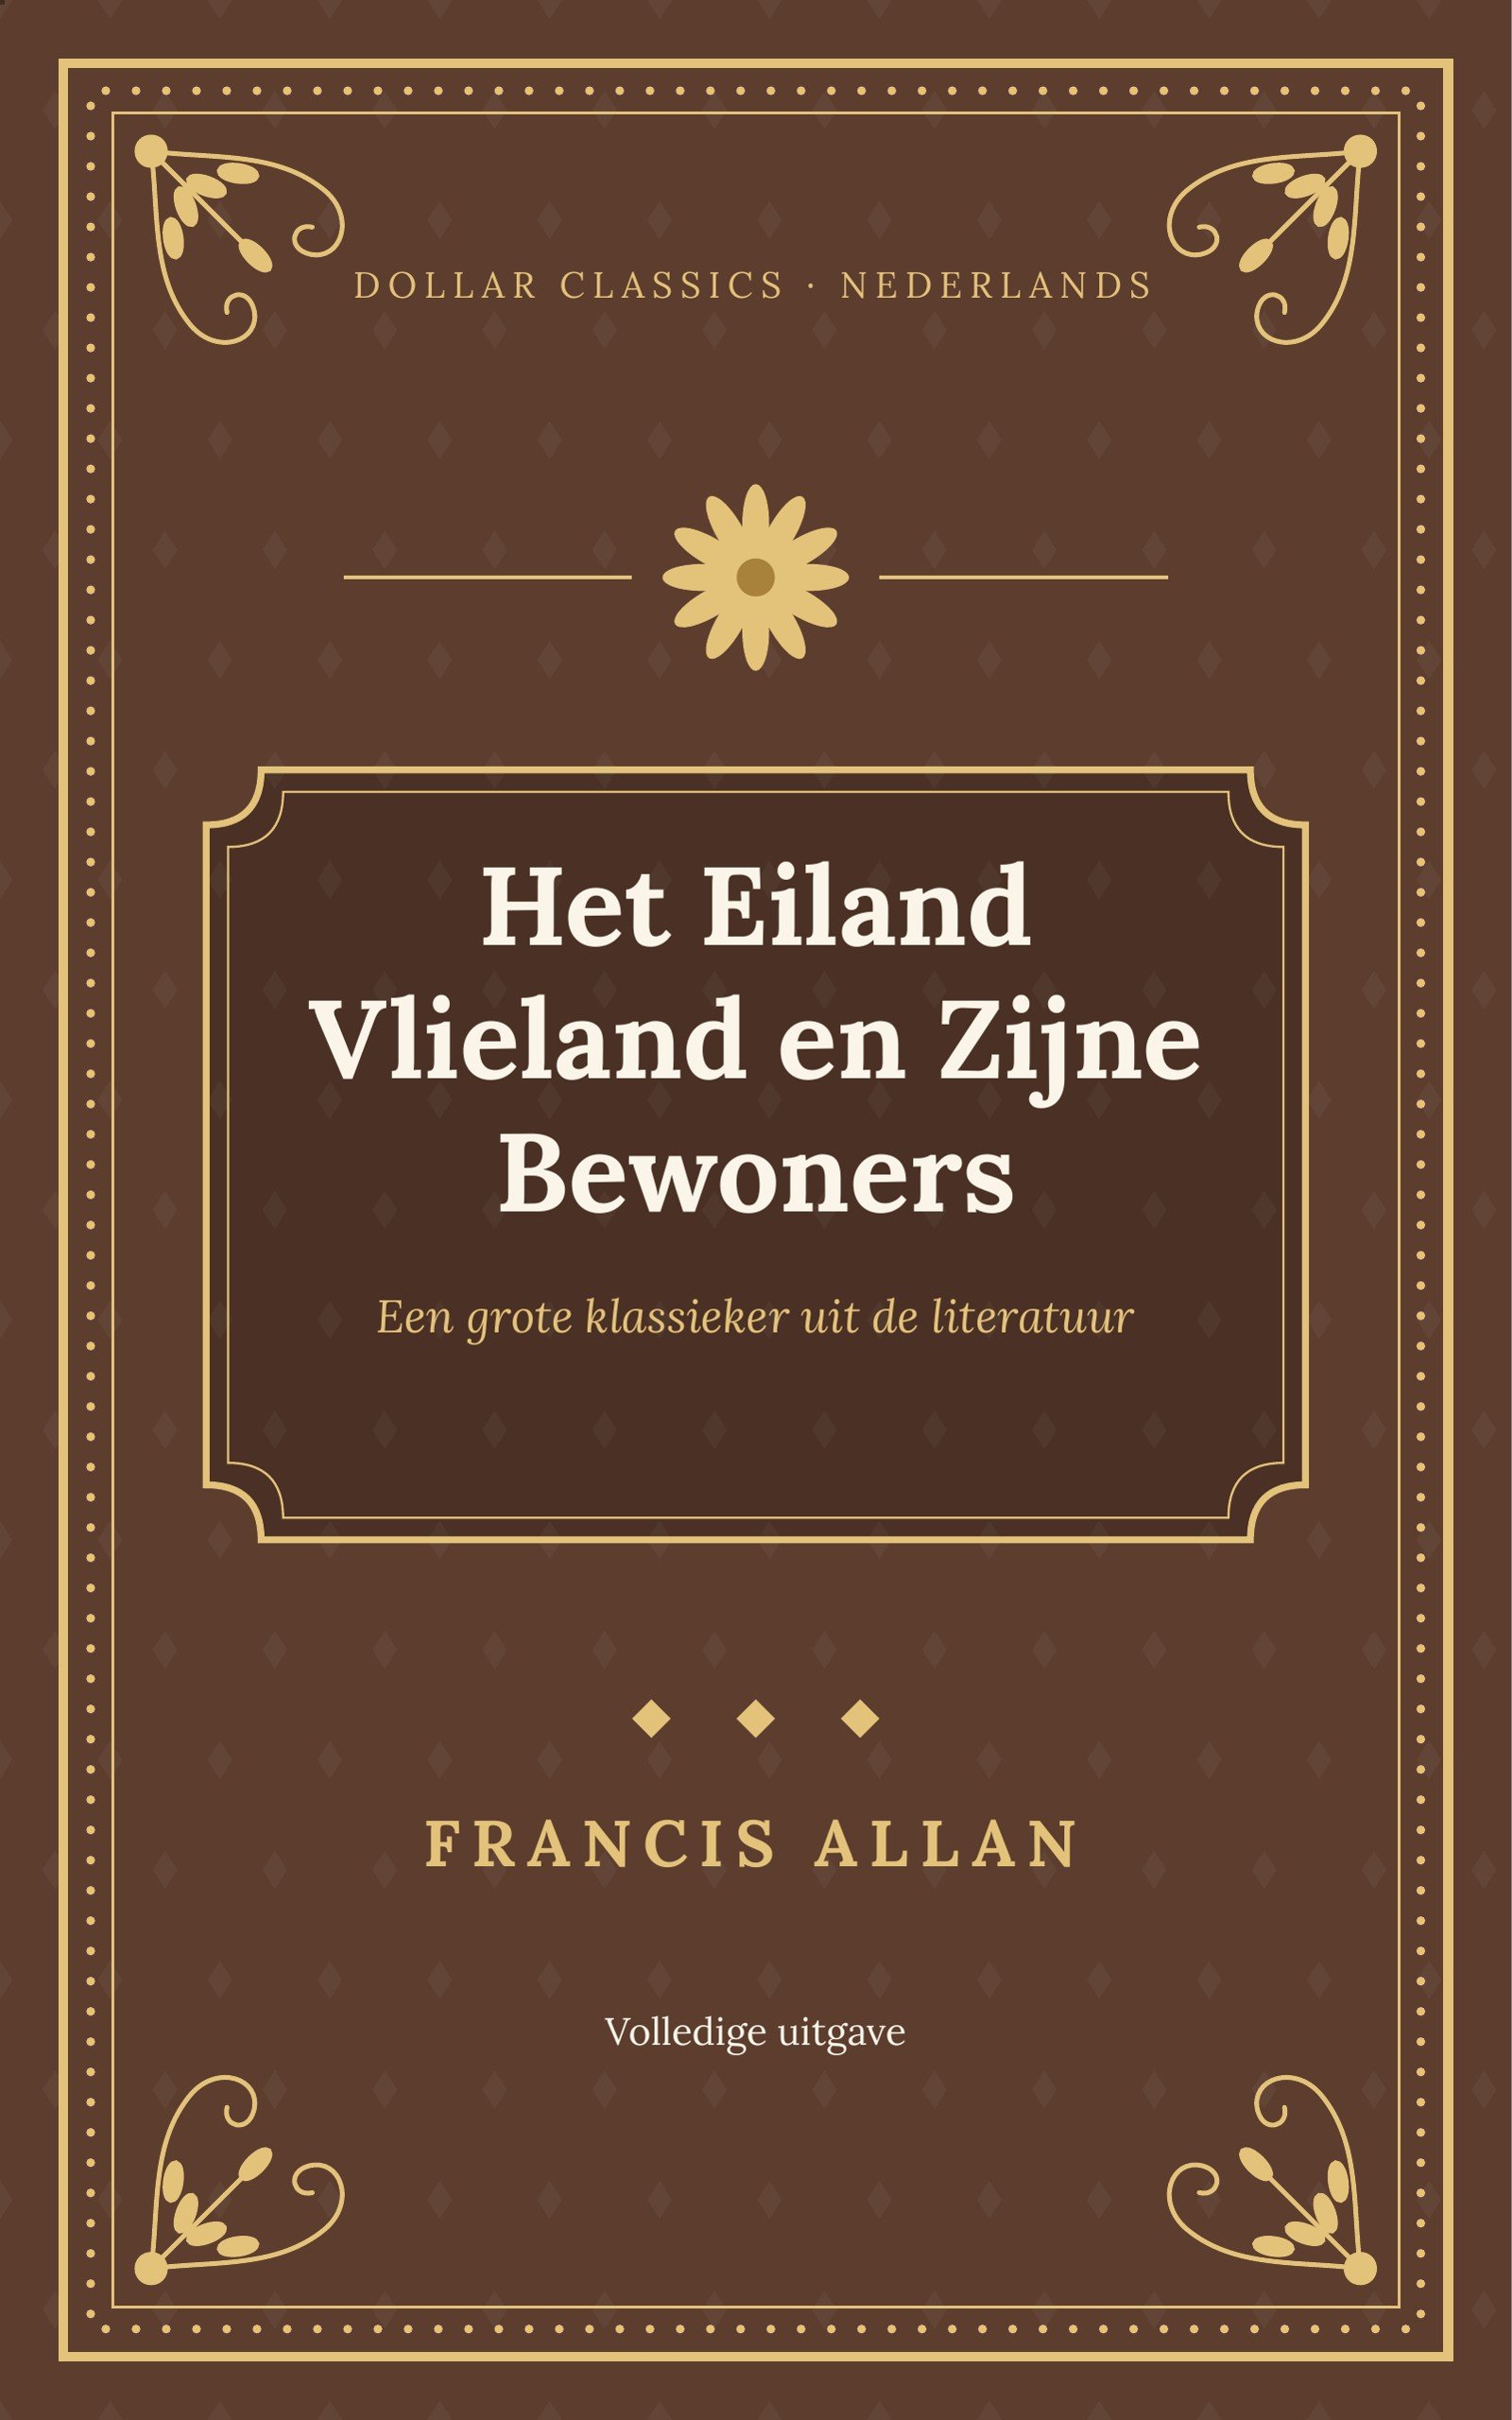 DOLLAR CLASSICS · NEDERLANDS
Het Eiland
Vlieland en Zijne
Bewoners
Een grote klassieker uit de literatuur
FRANCIS ALLAN
Volledige uitgave